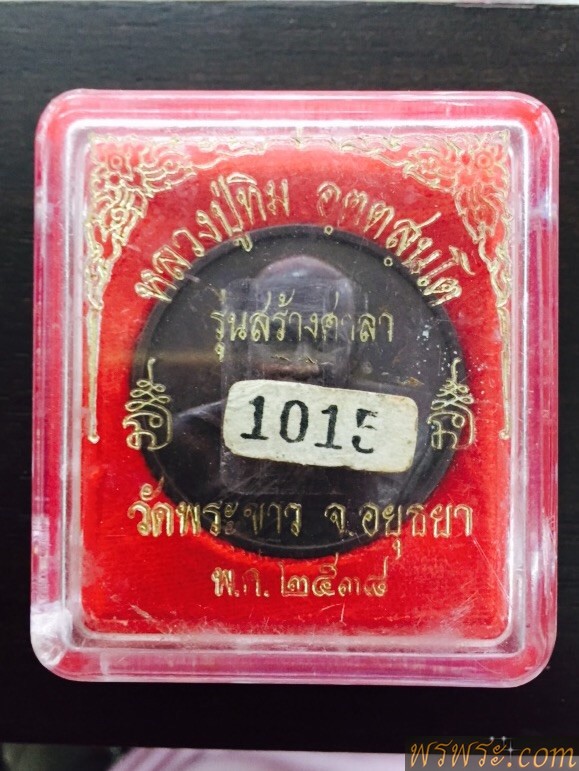 หลวงปู่ทิม อุตตสนฺโต
รุ่นสร้างศาลา
1015
วัดพระขาว จ.อยุธยา
พ.ศ. ๒๕๓๘
พรพระ.com